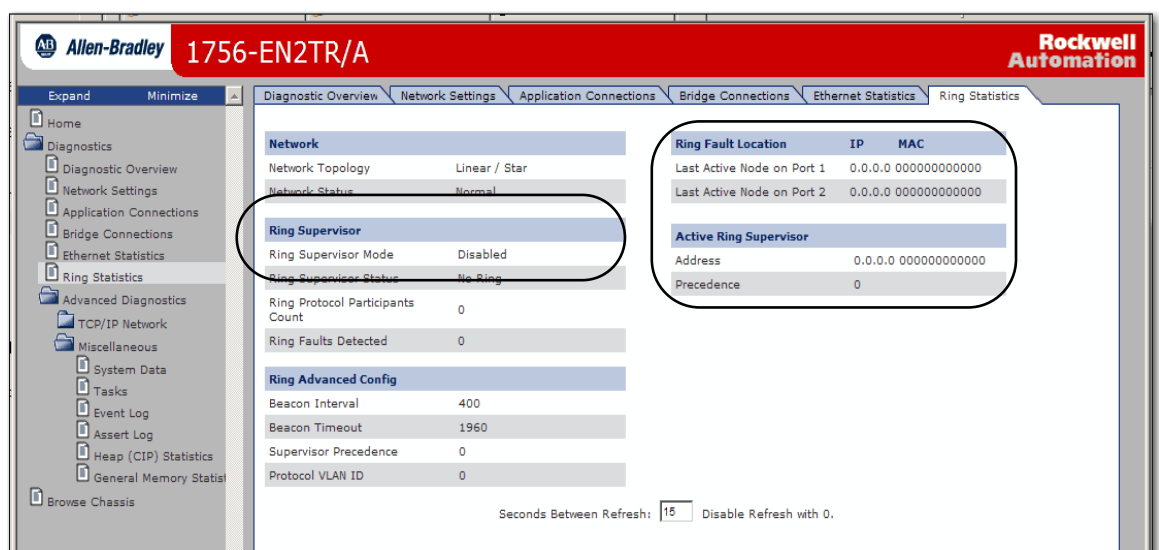 AB Allen-Bradley 1756-EN2TR/A Rockwell
Automation
Expand Minimize
Home
Diagnostics
Diagnostic Overview
Network Settings
Application Connections
Bridge Connections
Ethernet Statistics
Ring Statistics
Advanced Diagnostics
TCP/IP Network
Miscellaneous
System Data
Tasks
Event Log
Assert Log
Heap (CIP) Statistics
General Memory Statist
Browse Chassis
Diagnostic Overview Network Settings Application Connections Bridge Connections Ethernet Statistics Ring Statistics
Network
Network Topology Linear / Star
Network Status Normal
Ring Supervisor
Ring Supervisor Mode Disabled
Ring Supervisor Status No Ring
Ring Protocol Participants
Count 0
Ring Faults Detected 0
Ring Advanced Config
Beacon Interval 400
Beacon Timeout 1960
Supervisor Precedence 0
Protocol VLAN ID 0
Ring Fault Location IP MAC
Last Active Node on Port 1 0.0.0.0 000000000000
Last Active Node on Port 2 0.0.0.0 000000000000
Active Ring Supervisor
Address 0.0.0.0 000000000000
Precedence 0
Seconds Between Refresh: 15 Disable Refresh with 0.